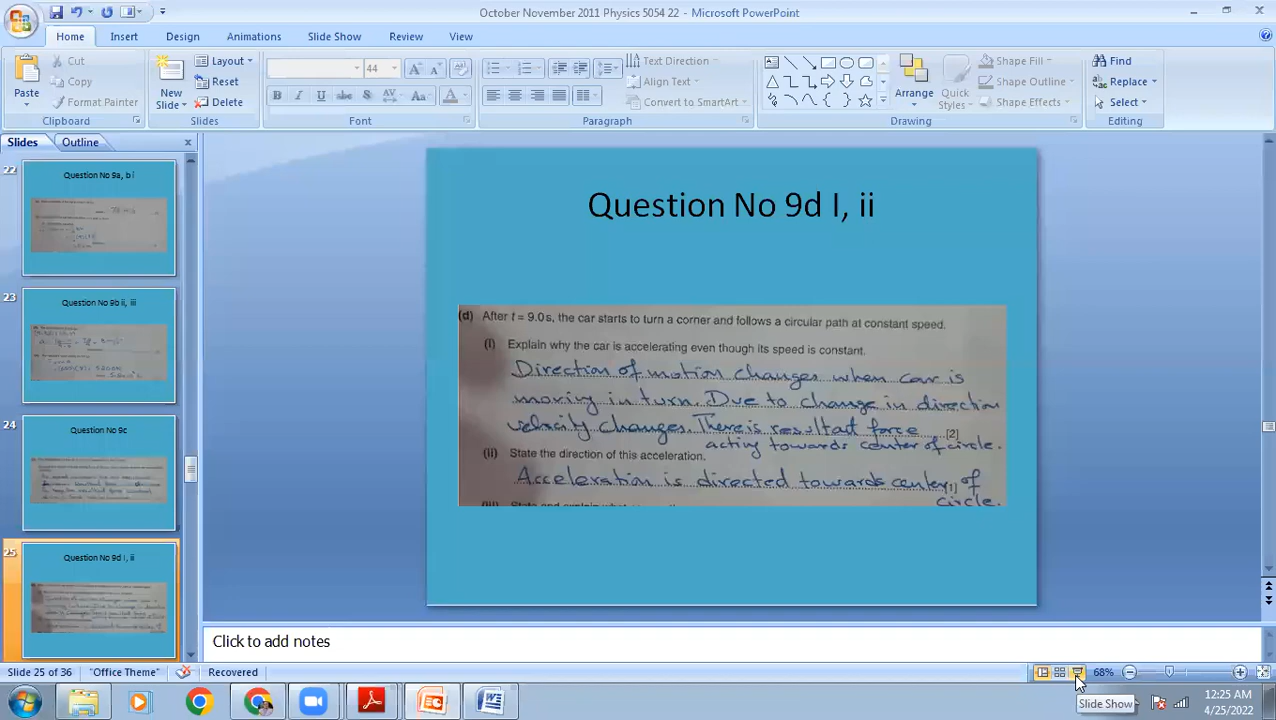 October November 2011 Physics 5054 22 - Microsoft PowerPoint
Home Insert Design Animations Slide Show Review View
Paste
Cut
Copy
Format Painter
Clipboard
New Slide
Layout
Reset
Delete
Slides
44
Font
Paragraph
Text Direction
Align Text
Convert to SmartArt
Arrange
Quick Styles
Shape Fill
Shape Outline
Shape Effects
Drawing
Find
Replace
Select
Editing
Slides Outline
22
Question No 9a, b i
23
Question No 9b ii, iii
24
Question No 9c
25
Question No 9d I, ii
Question No 9d I, ii
(d) After t = 9.0 s, the car starts to turn a corner and follows a circular path at constant speed.
(i) Explain why the car is accelerating even though its speed is constant.
Direction of motion changes when car is
moving in turn. Due to change in direction
velocity changes. There is resultat force
[2]
acting towards center of circle.
(ii) State the direction of this acceleration.
Acceleration is directed towards center of
[1]
circle.
Click to add notes
Slide 25 of 36 "Office Theme" Recovered 68%
Slide Show
12:25 AM
4/25/2022